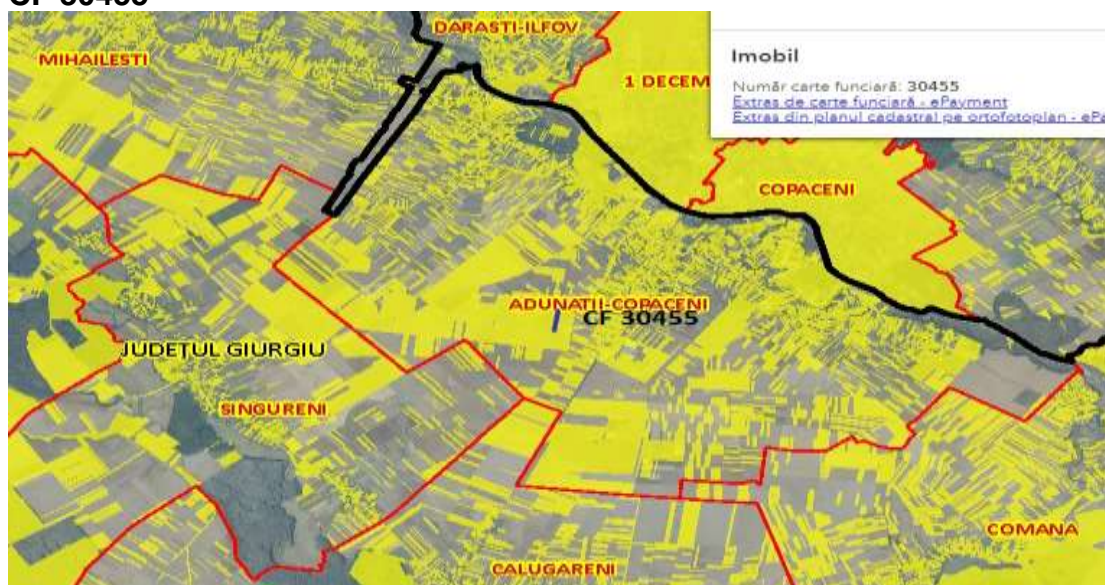 CF 30455
DARASTI-ILFOV
MIHAILESTI
1 DECEM
Imobil
Număr carte funciară: 30455
Extras de carte funciară - ePayment
Extras din planul cadastral pe ortofotoplan - ePa
COPACENI
ADUNATII-COPACENI
CF 30455
JUDEȚUL GIURGIU
SINGURENI
COMANA
CALUGARENI